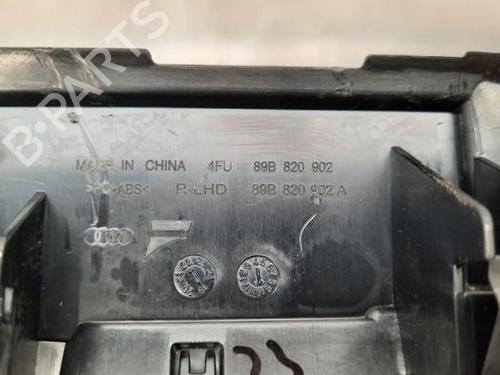 B-PARTS
MADE IN CHINA 4FU 89B 820 902
>PC+ABS< R-LHD 89B 820 902 A